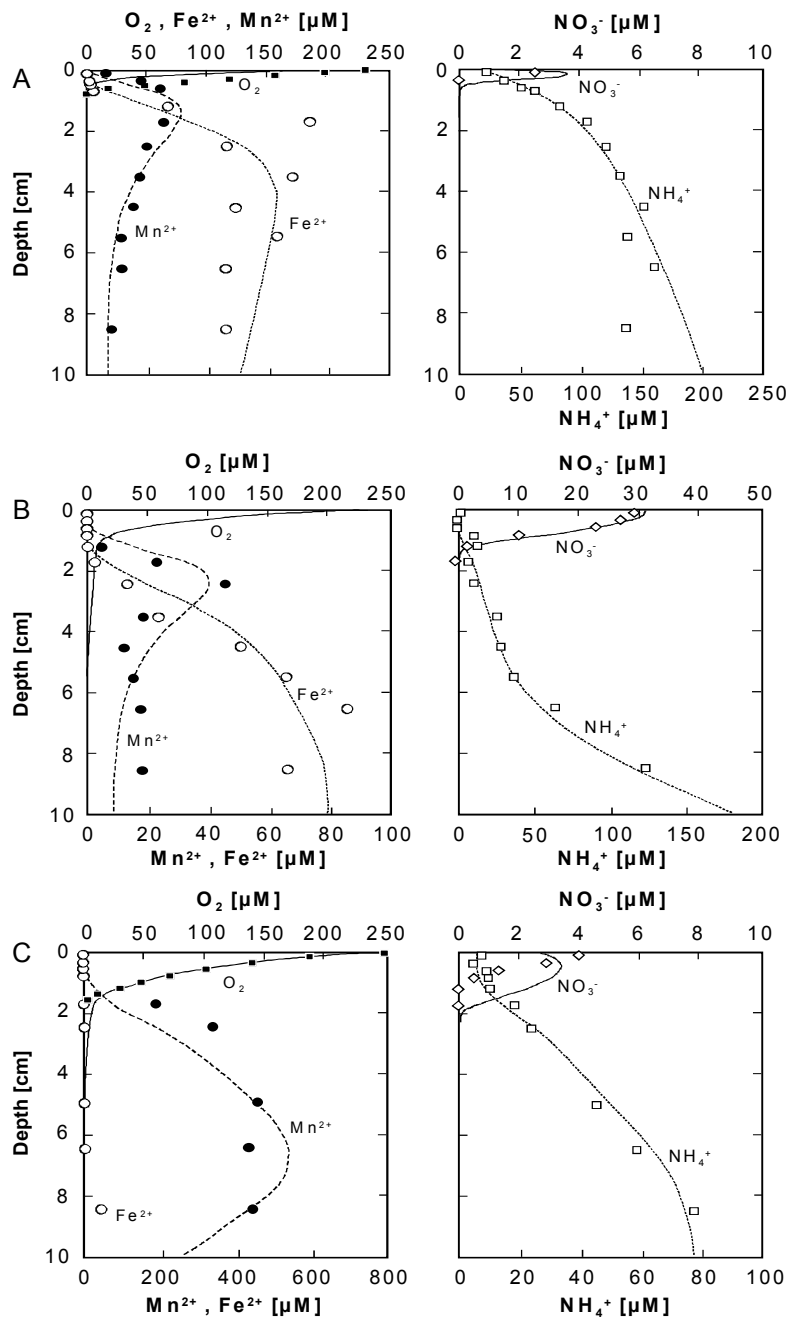 O₂ , Fe²⁺ , Mn²⁺ [µM]
NO₃⁻ [µM]
0 50 100 150 200 250
0 2 4 6 8 10
A
0
2
4
6
8
10
Depth [cm]
O₂
Mn²⁺
Fe²⁺
0
2
4
6
8
10
NO₃⁻
NH₄⁺
0 50 100 150 200 250
NH₄⁺ [µM]
O₂ [µM]
NO₃⁻ [µM]
0 50 100 150 200 250
0 10 20 30 40 50
B
0
2
4
6
8
10
Depth [cm]
O₂
Fe²⁺
Mn²⁺
NO₃⁻
NH₄⁺
0 20 40 60 80 100
0 50 100 150 200
Mn²⁺ , Fe²⁺ [µM]
NH₄⁺ [µM]
O₂ [µM]
NO₃⁻ [µM]
0 50 100 150 200 250
0 2 4 6 8 10
C
0
2
4
6
8
10
Depth [cm]
O₂
Mn²⁺
Fe²⁺
NO₃⁻
NH₄⁺
0 200 400 600 800
0 20 40 60 80 100
Mn²⁺ , Fe²⁺ [µM]
NH₄⁺ [µM]